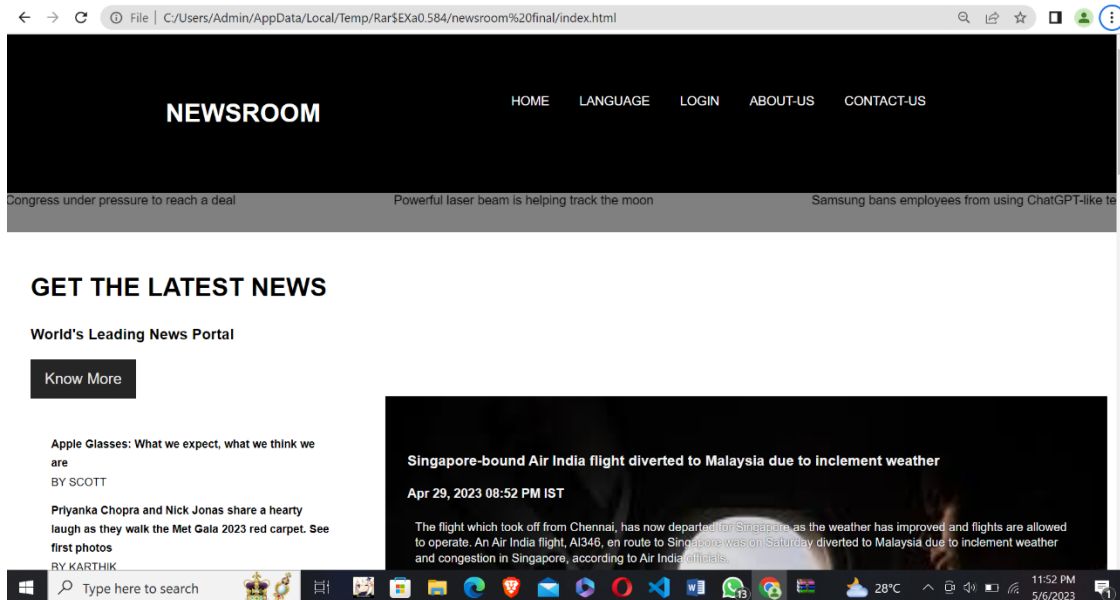 File | C:/Users/Admin/AppData/Local/Temp/Rar$EXa0.584/newsroom%20final/index.html
NEWSROOM
HOME LANGUAGE LOGIN ABOUT-US CONTACT-US
Congress under pressure to reach a deal Powerful laser beam is helping track the moon Samsung bans employees from using ChatGPT-like te
GET THE LATEST NEWS
World's Leading News Portal
Know More
Apple Glasses: What we expect, what we think we
are
BY SCOTT
Priyanka Chopra and Nick Jonas share a hearty
laugh as they walk the Met Gala 2023 red carpet. See
first photos
BY KARTHIK
Singapore-bound Air India flight diverted to Malaysia due to inclement weather
Apr 29, 2023 08:52 PM IST
The flight which took off from Chennai, has now departed for Singapore as the weather has improved and flights are allowed
to operate. An Air India flight, AI346, en route to Singapore was on Saturday diverted to Malaysia due to inclement weather
and congestion in Singapore, according to Air India officials.
Type here to search
13
28°C
11:52 PM
5/6/2023
1